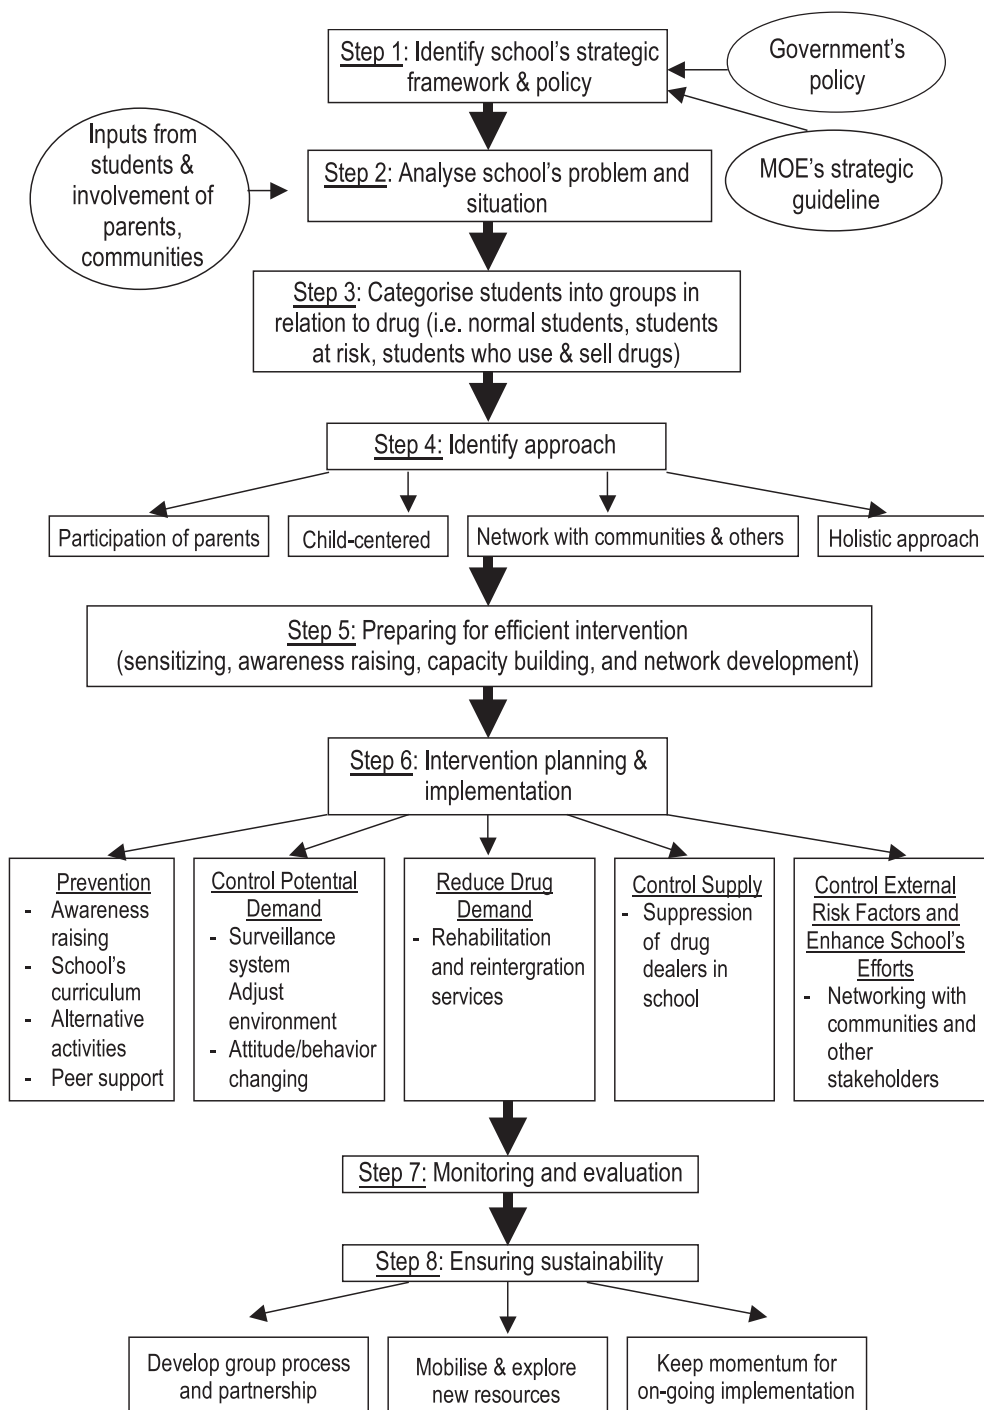 Step 1: Identify school's strategic
framework & policy
Government's
policy
MOE's strategic
guideline
Inputs from
students &
involvement of
parents,
communities
Step 2: Analyse school's problem and
situation
Step 3: Categorise students into groups in
relation to drug (i.e. normal students, students
at risk, students who use & sell drugs)
Step 4: Identify approach
Participation of parents
Child-centered
Network with communities & others
Holistic approach
Step 5: Preparing for efficient intervention
(sensitizing, awareness raising, capacity building, and network development)
Step 6: Intervention planning &
implementation
Prevention
- Awareness
raising
- School's
curriculum
- Alternative
activities
- Peer support
Control Potential
Demand
- Surveillance
system
Adjust
environment
- Attitude/behavior
changing
Reduce Drug
Demand
- Rehabilitation
and reintergration
services
Control Supply
- Suppression
of drug
dealers in
school
Control External
Risk Factors and
Enhance School's
Efforts
- Networking with
communities and
other
stakeholders
Step 7: Monitoring and evaluation
Step 8: Ensuring sustainability
Develop group process
and partnership
Mobilise & explore
new resources
Keep momentum for
on-going implementation